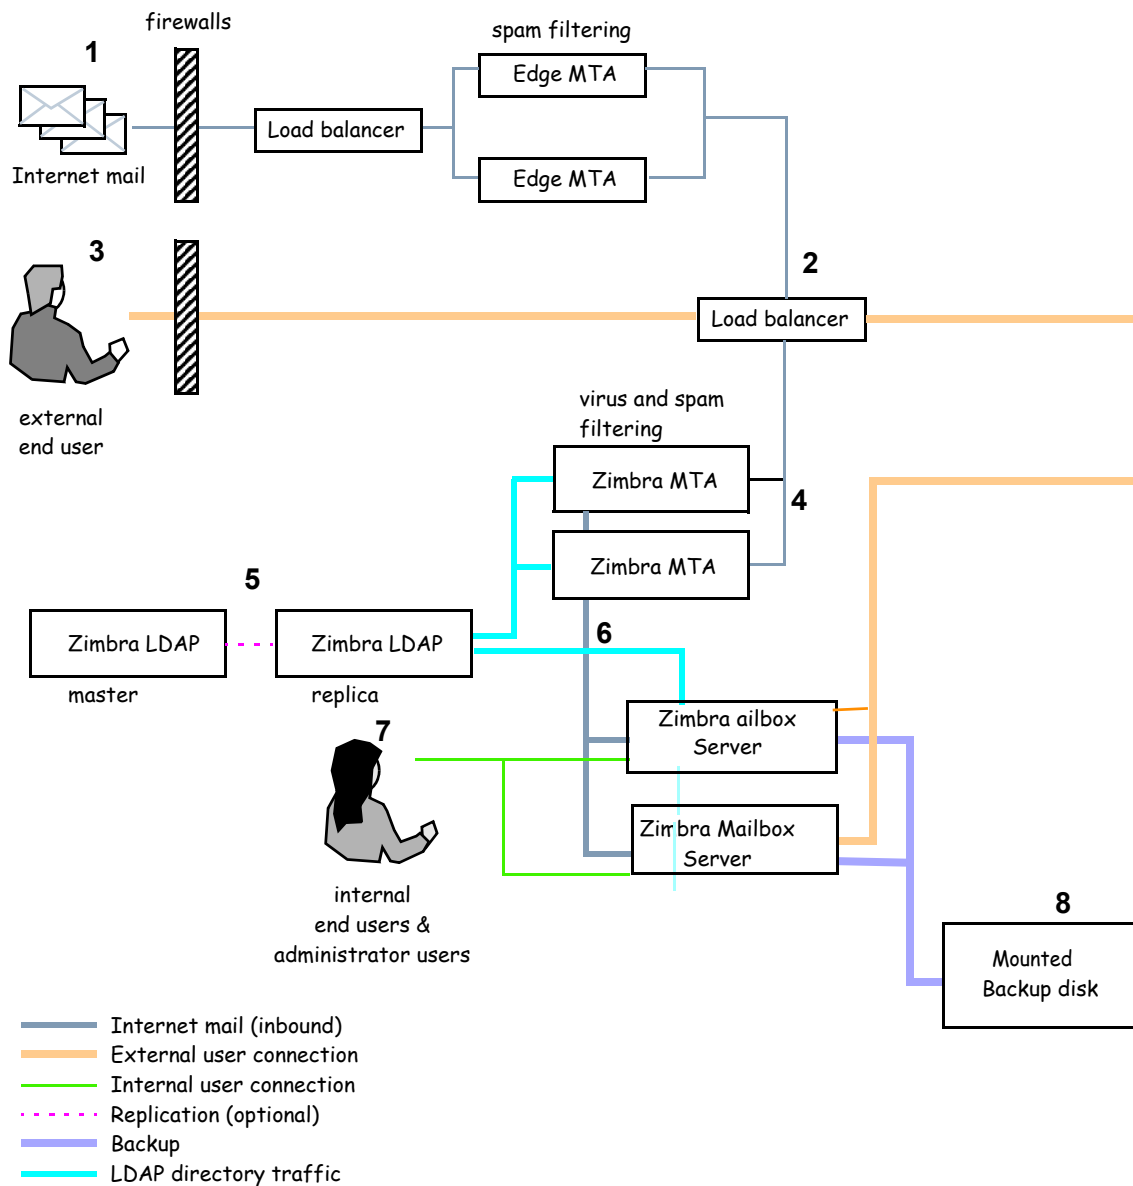 firewalls
1
spam filtering
Edge MTA
Load balancer
Internet mail
Edge MTA
3
2
Load balancer
external
end user
virus and spam
filtering
Zimbra MTA
4
Zimbra MTA
5
6
Zimbra LDAP
Zimbra LDAP
master
replica
7
Zimbra ailbox
Server
Zimbra Mailbox
Server
internal
end users &
administrator users
8
Mounted
Backup disk
Internet mail (inbound)
External user connection
Internal user connection
Replication (optional)
Backup
LDAP directory traffic